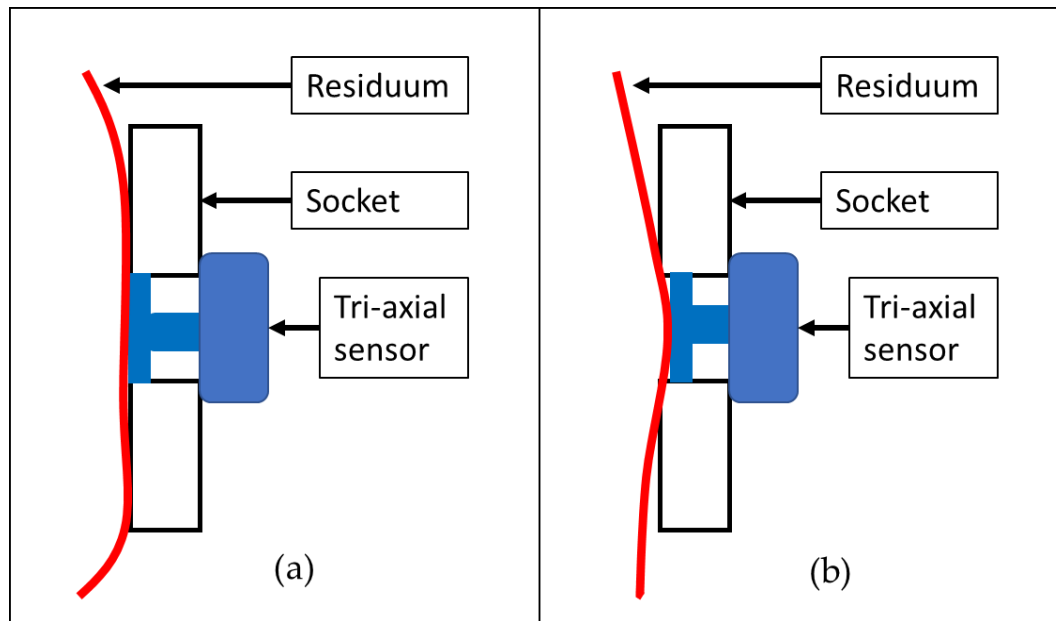 Residuum
Socket
Tri-axial
sensor
(a)
Residuum
Socket
Tri-axial
sensor
(b)